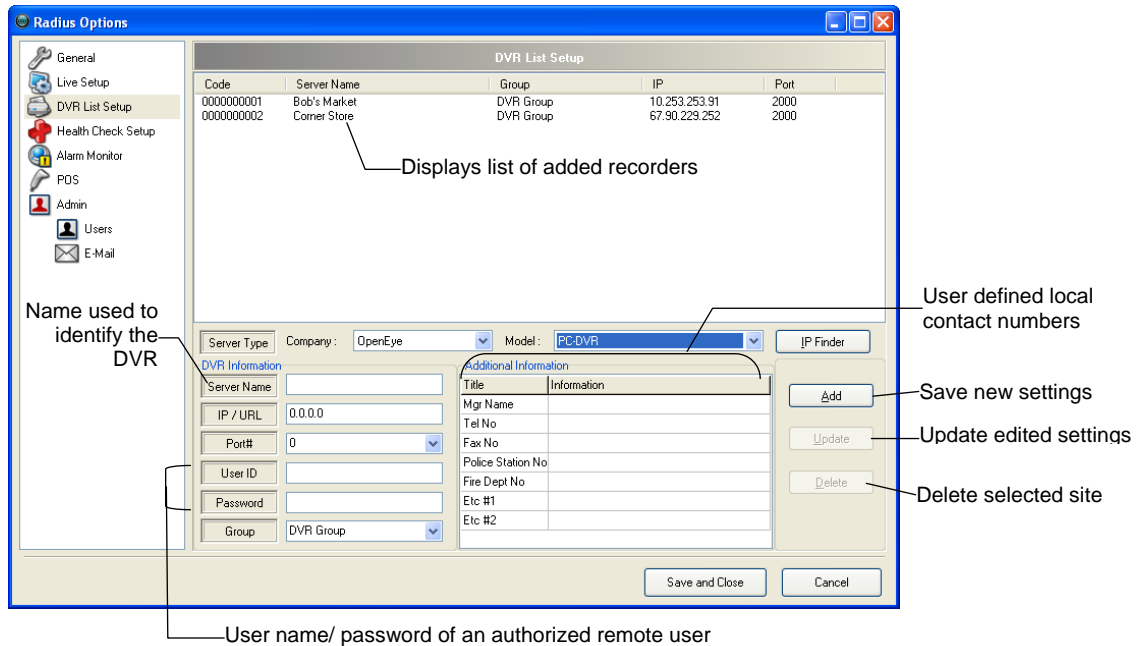 Radius Options
General
Live Setup
DVR List Setup
Health Check Setup
Alarm Monitor
POS
Admin
Users
E-Mail
DVR List Setup
Code Server Name Group IP Port
0000000001 Bob's Market DVR Group 10.253.253.91 2000
0000000002 Corner Store DVR Group 67.90.229.252 2000
Displays list of added recorders
Name used to
identify the
DVR
User defined local
contact numbers
Server Type Company : OpenEye Model : PC-DVR IP Finder
DVR Information
Server Name
IP / URL 0.0.0.0
Port# 0
User ID
Password
Group DVR Group
Additional Information
Title Information
Mgr Name
Tel No
Fax No
Police Station No
Fire Dept No
Etc #1
Etc #2
Add
Update
Delete
Save new settings
Update edited settings
Delete selected site
Save and Close Cancel
User name/ password of an authorized remote user